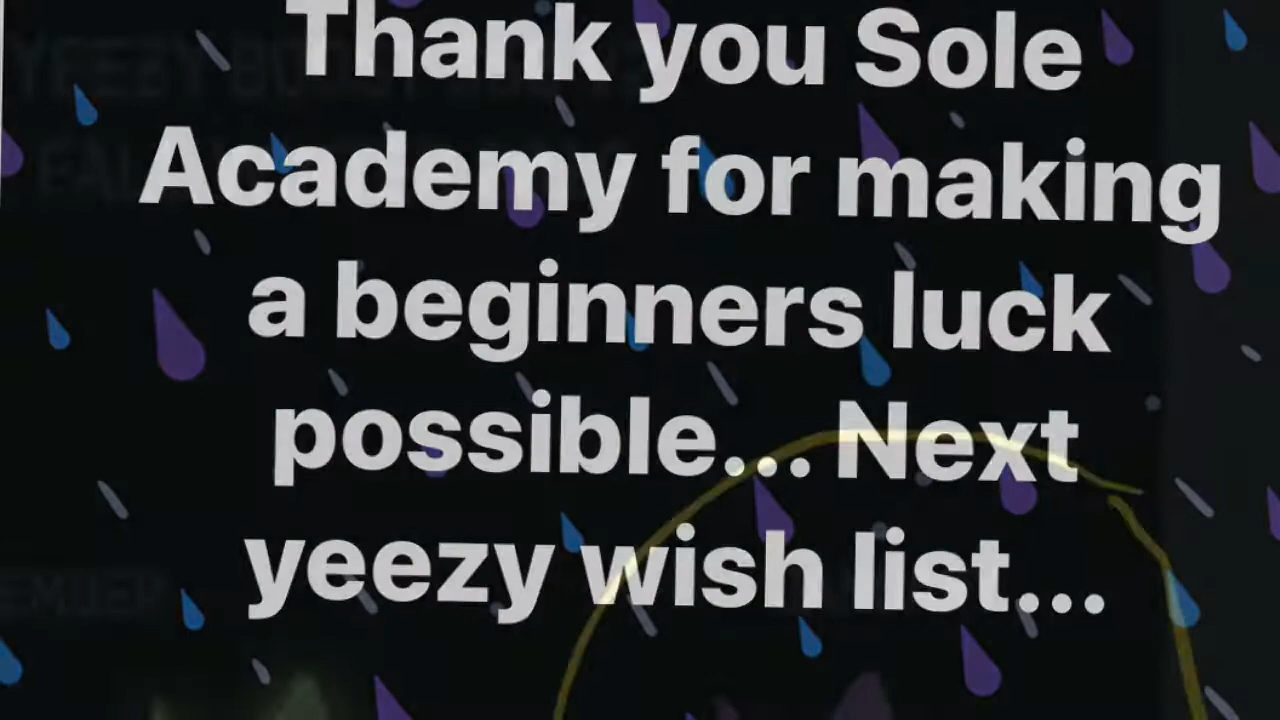 Thank you Sole
Academy for making
a beginners luck
possible... Next
yeezy wish list...